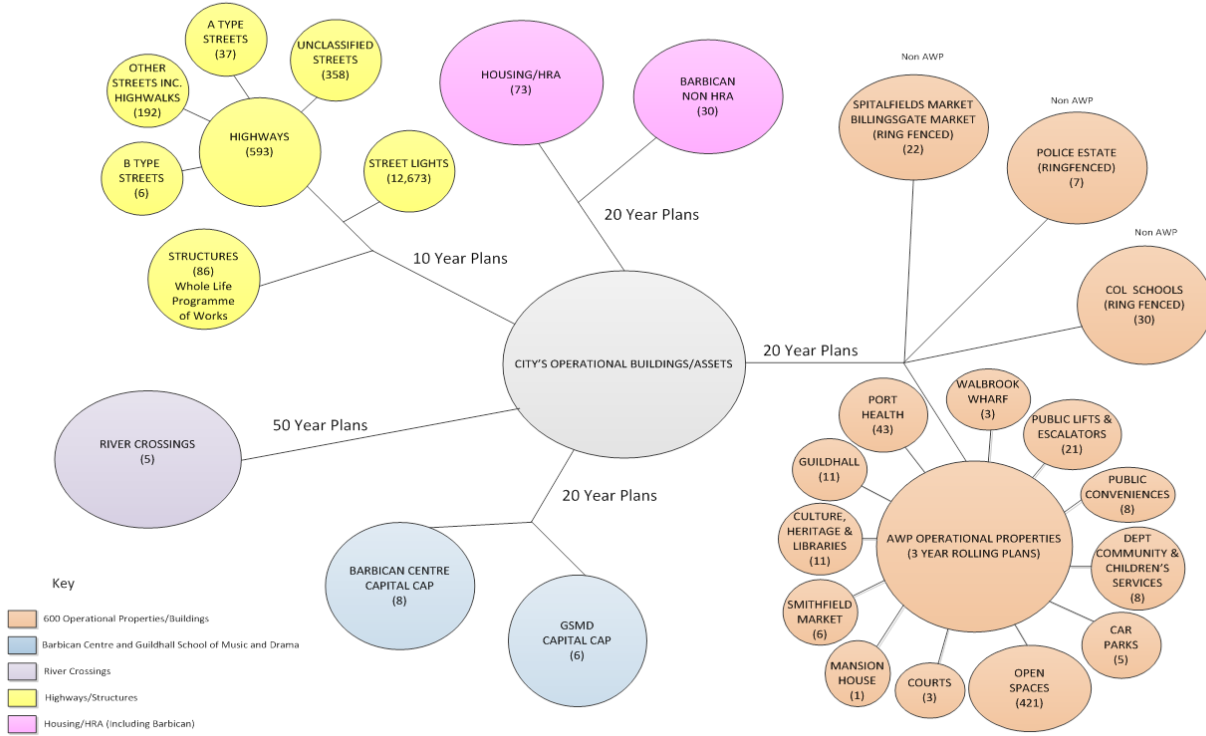 A TYPE
STREETS
(37)
UNCLASSIFIED
STREETS
(358)
OTHER
STREETS INC.
HIGHWALKS
(192)
HIGHWAYS
(593)
B TYPE
STREETS
(6)
STREET LIGHTS
(12,673)
STRUCTURES
(86)
Whole Life
Programme
of Works
10 Year Plans
HOUSING/HRA
(73)
BARBICAN
NON HRA
(30)
20 Year Plans
Non AWP
SPITALFIELDS MARKET
BILLINGSGATE MARKET
(RING FENCED)
(22)
Non AWP
POLICE ESTATE
(RINGFENCED)
(7)
Non AWP
COL SCHOOLS
(RING FENCED)
(30)
20 Year Plans
CITY'S OPERATIONAL BUILDINGS/ASSETS
RIVER CROSSINGS
(5)
50 Year Plans
20 Year Plans
BARBICAN CENTRE
CAPITAL CAP
(8)
GSMD
CAPITAL CAP
(6)
WALBROOK
WHARF
(3)
PORT
HEALTH
(43)
PUBLIC LIFTS &
ESCALATORS
(21)
GUILDHALL
(11)
PUBLIC
CONVENIENCES
(8)
CULTURE,
HERITAGE &
LIBRARIES
(11)
AWP OPERATIONAL PROPERTIES
(3 YEAR ROLLING PLANS)
DEPT
COMMUNITY &
CHILDREN'S
SERVICES
(8)
SMITHFIELD
MARKET
(6)
CAR
PARKS
(5)
MANSION
HOUSE
(1)
COURTS
(3)
OPEN
SPACES
(421)
Key
600 Operational Properties/Buildings
Barbican Centre and Guildhall School of Music and Drama
River Crossings
Highways/Structures
Housing/HRA (Including Barbican)